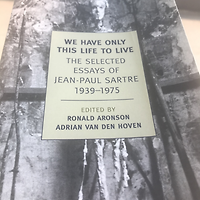 WE HAVE ONLY
THIS LIFE TO LIVE
THE SELECTED
ESSAYS OF
JEAN-PAUL SARTRE
1939–1975
EDITED BY
RONALD ARONSON
ADRIAN VAN DEN HOVEN